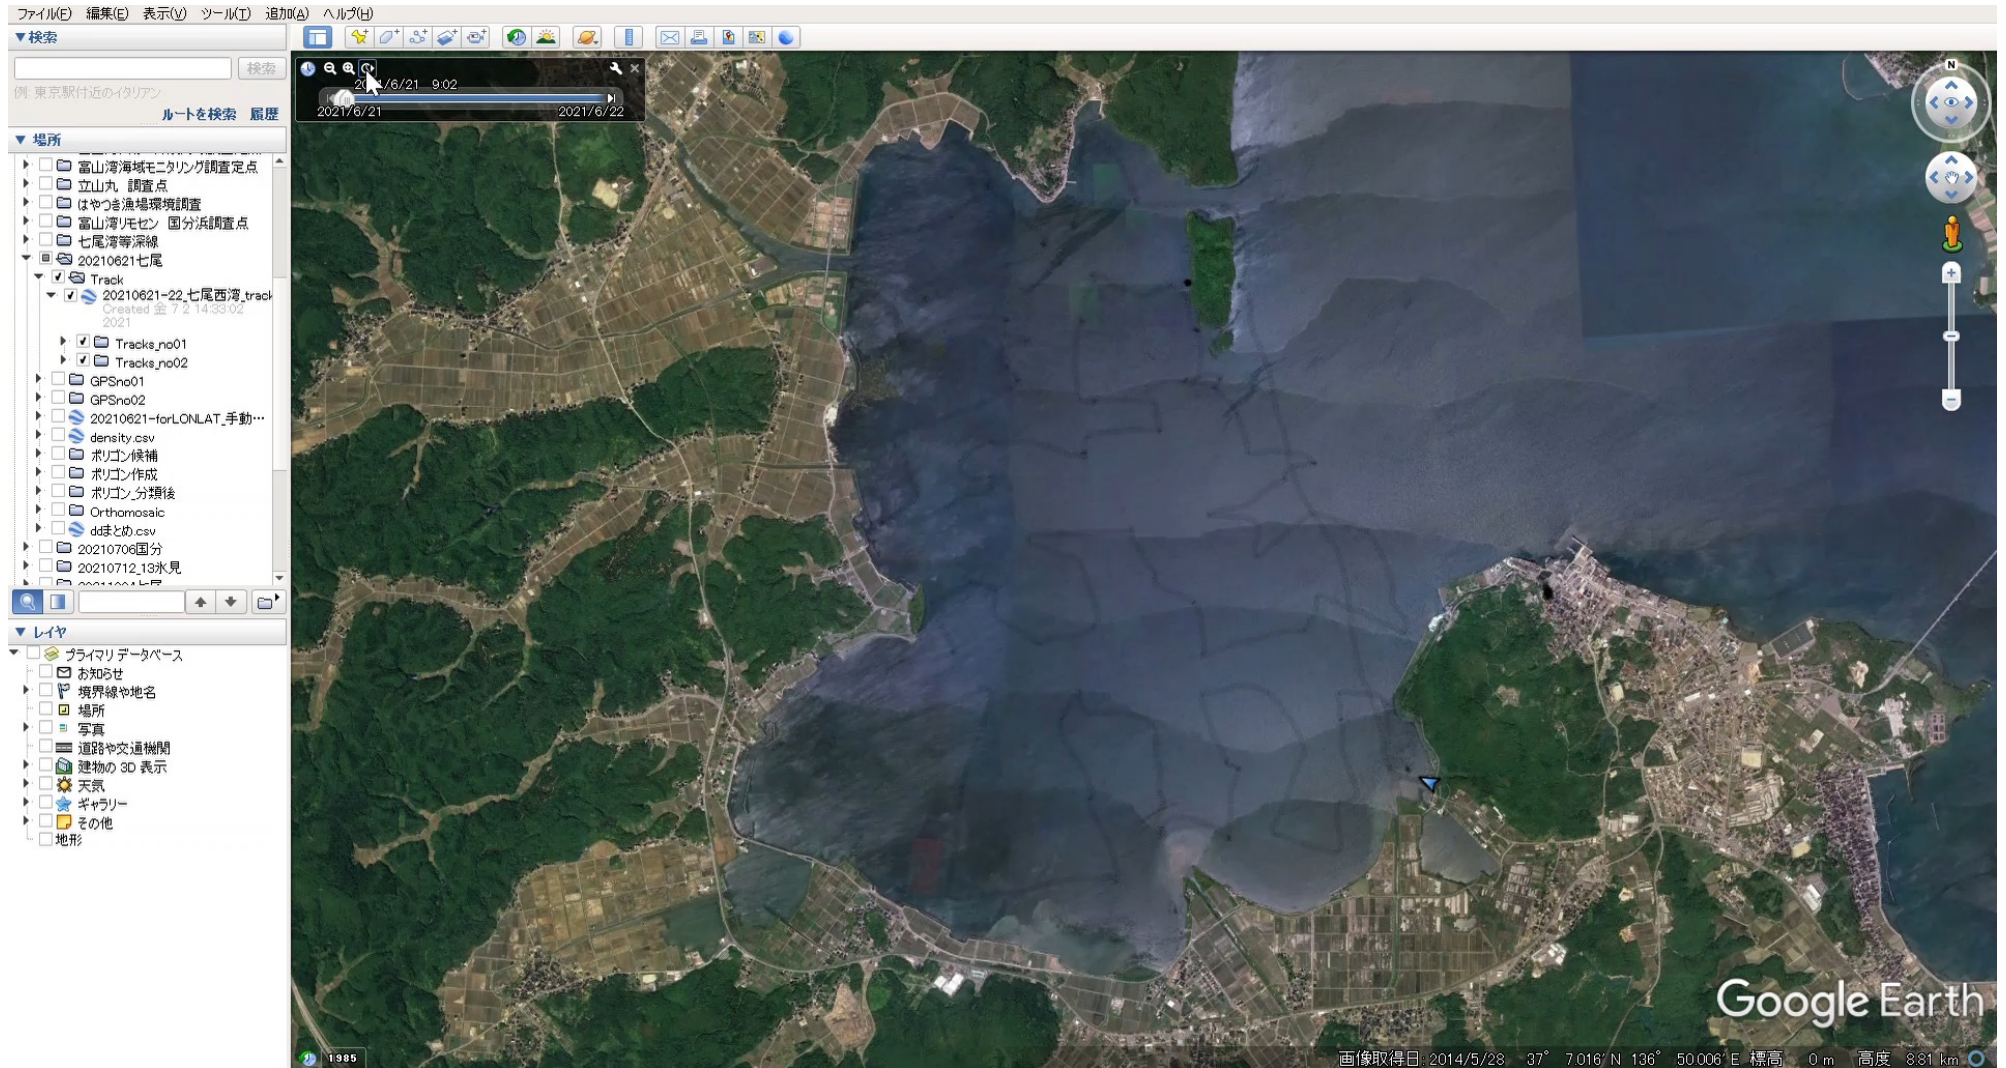 ファイル(F) 編集(E) 表示(V) ツール(T) 追加(A) ヘルプ(H)
▼検索
検索
例: 東京駅付近のイタリアン
ルートを検索 履歴
▼ 場所
富山湾海域モニタリング調査定点
立山丸 調査点
はやつき漁場環境調査
富山湾リモセン 国分浜調査点
七尾湾等深線
20210621七尾
Track
20210621-22_七尾西湾_track
Created 金 7 2 14:33:02
2021
Tracks_no01
Tracks_no02
GPSno01
GPSno02
20210621-forLONLAT_手動…
density.csv
ポリゴン候補
ポリゴン作成
ポリゴン_分類後
Orthomosaic
ddまとめ.csv
20210706国分
20210712_13氷見
▼ レイヤ
プライマリ データベース
お知らせ
境界線や地名
場所
写真
道路や交通機関
建物の 3D 表示
天気
ギャラリー
その他
地形
2021/6/21 9:02
2021/6/21 2021/6/22
N
Google Earth
1985
画像取得日: 2014/5/28 37° 7.016' N 136° 50.006' E 標高 0 m 高度 8.81 km